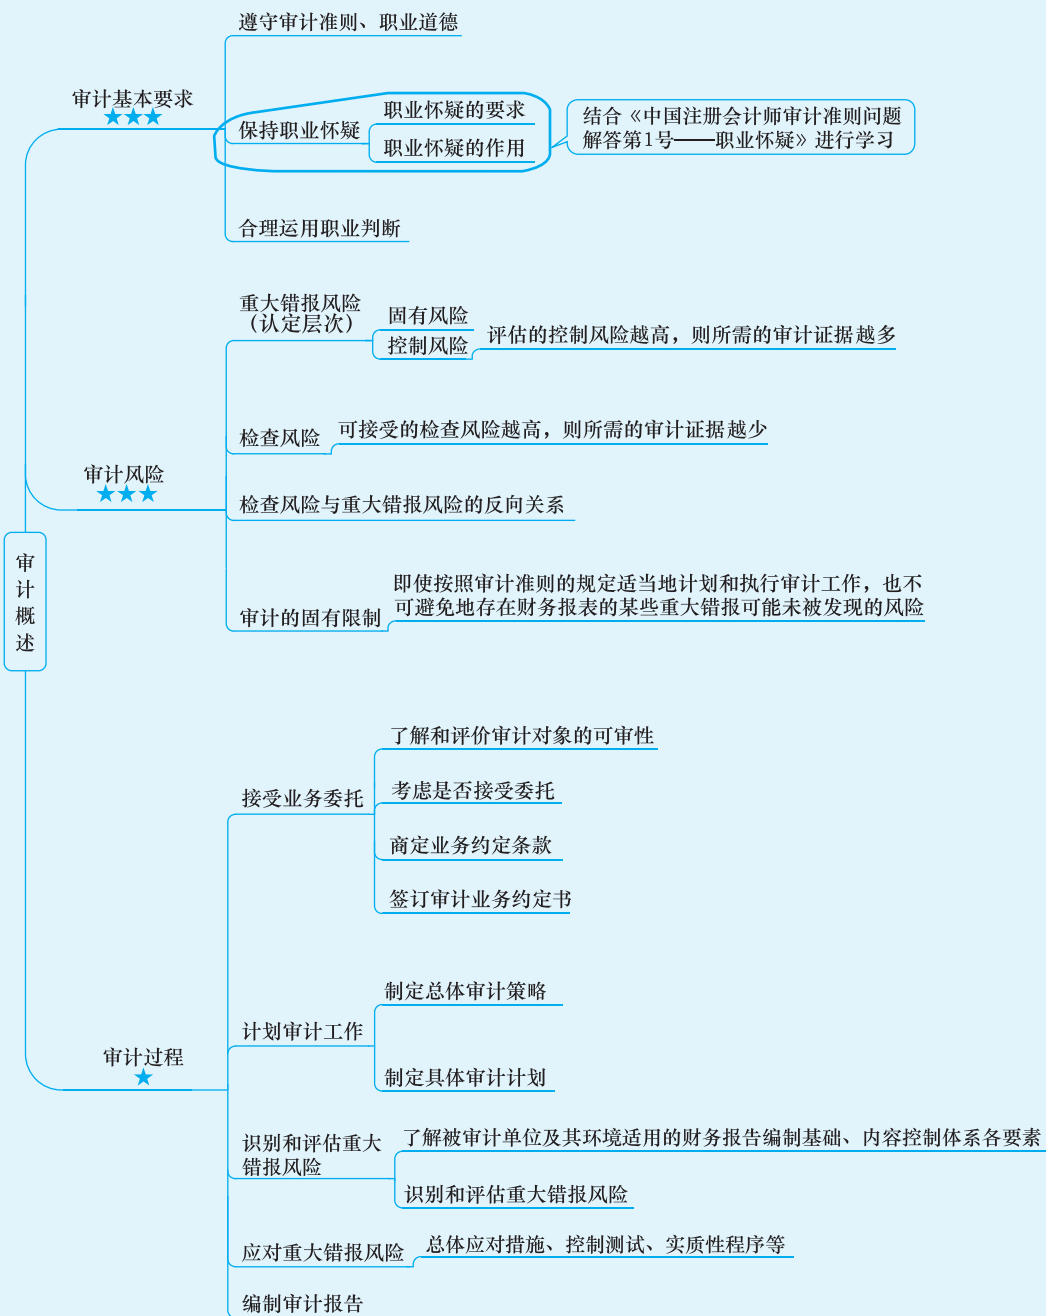 审计概述
审计基本要求
★★★
遵守审计准则、职业道德
保持职业怀疑
职业怀疑的要求
职业怀疑的作用
结合《中国注册会计师审计准则问题
解答第1号——职业怀疑》进行学习
合理运用职业判断
审计风险
★★★
重大错报风险
（认定层次）
固有风险
控制风险
评估的控制风险越高，则所需的审计证据越多
检查风险
可接受的检查风险越高，则所需的审计证据越少
检查风险与重大错报风险的反向关系
审计的固有限制
即使按照审计准则的规定适当地计划和执行审计工作，也不
可避免地存在财务报表的某些重大错报可能未被发现的风险
审计过程
★
接受业务委托
了解和评价审计对象的可审性
考虑是否接受委托
商定业务约定条款
签订审计业务约定书
计划审计工作
制定总体审计策略
制定具体审计计划
识别和评估重大
错报风险
了解被审计单位及其环境适用的财务报告编制基础、内容控制体系各要素
识别和评估重大错报风险
应对重大错报风险
总体应对措施、控制测试、实质性程序等
编制审计报告